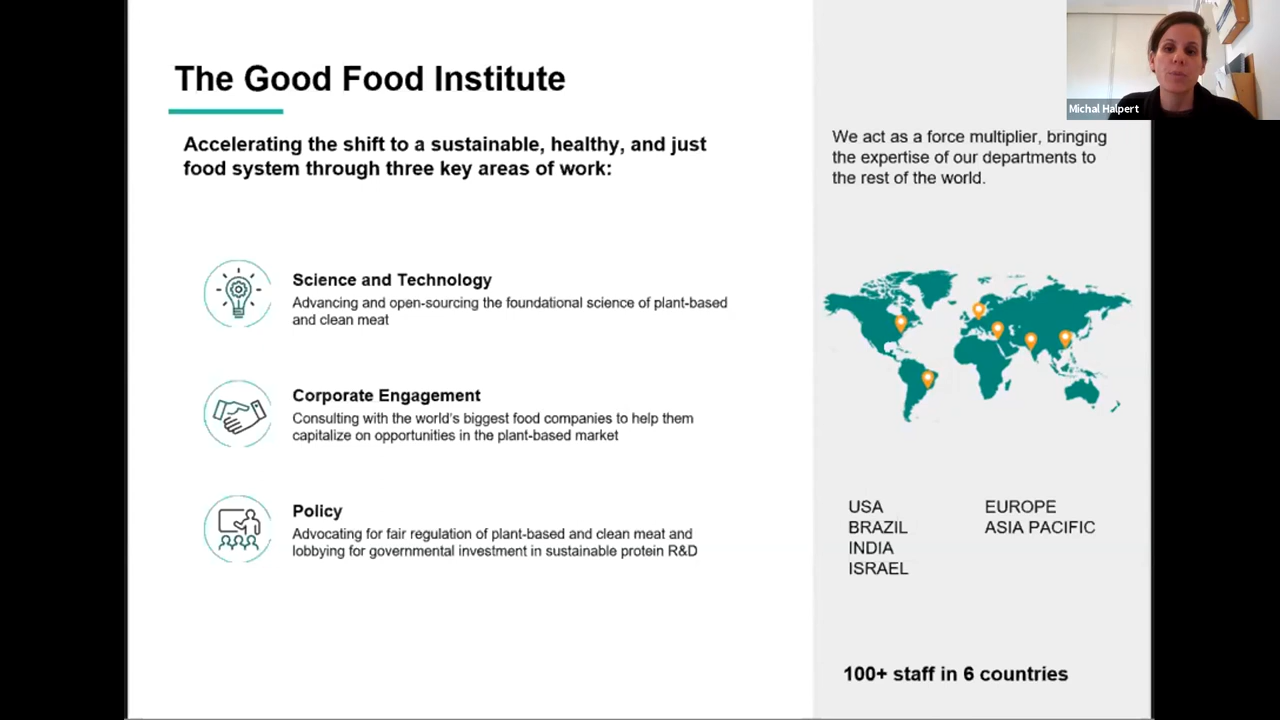 The Good Food Institute
Accelerating the shift to a sustainable, healthy, and just
food system through three key areas of work:
Science and Technology
Advancing and open-sourcing the foundational science of plant-based
and clean meat
Corporate Engagement
Consulting with the world's biggest food companies to help them
capitalize on opportunities in the plant-based market
Policy
Advocating for fair regulation of plant-based and clean meat and
lobbying for governmental investment in sustainable protein R&D
Michal Halpert
We act as a force multiplier, bringing
the expertise of our departments to
the rest of the world.
USA
BRAZIL
INDIA
ISRAEL
EUROPE
ASIA PACIFIC
100+ staff in 6 countries